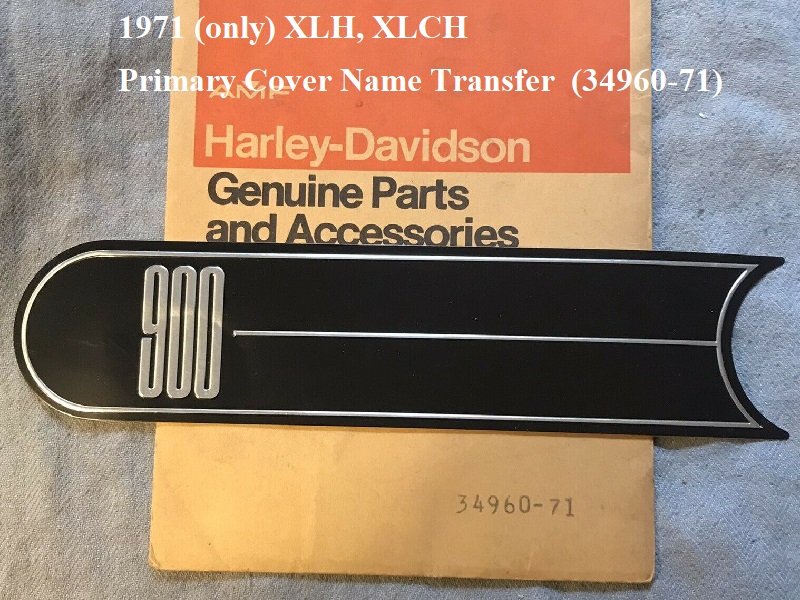 1971 (only) XLH, XLCH
Primary Cover Name Transfer (34960-71)
AMF
Harley-Davidson
Genuine Parts
and Accessories
900
34960-71